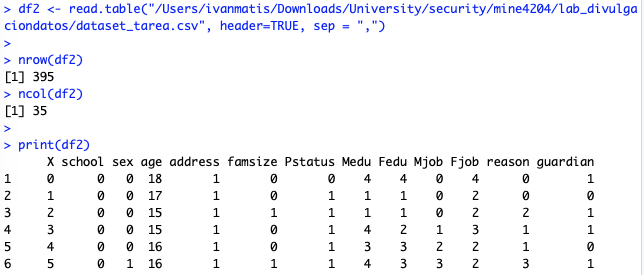 > df2 <- read.table("/Users/ivanmatis/Downloads/University/security/mine4204/lab_divulga
ciondatos/dataset_tarea.csv", header=TRUE, sep = ",")
>
> nrow(df2)
[1] 395
> ncol(df2)
[1] 35
>
> print(df2)
X school sex age address famsize Pstatus Medu Fedu Mjob Fjob reason guardian
1 0 0 0 18 1 0 0 4 4 0 4 0 1
2 1 0 0 17 1 0 1 1 1 0 2 0 0
3 2 0 0 15 1 1 1 1 1 0 2 2 1
4 3 0 0 15 1 0 1 4 2 1 3 1 1
5 4 0 0 16 1 0 1 3 3 2 2 1 0
6 5 0 1 16 1 1 1 4 3 3 2 3 1